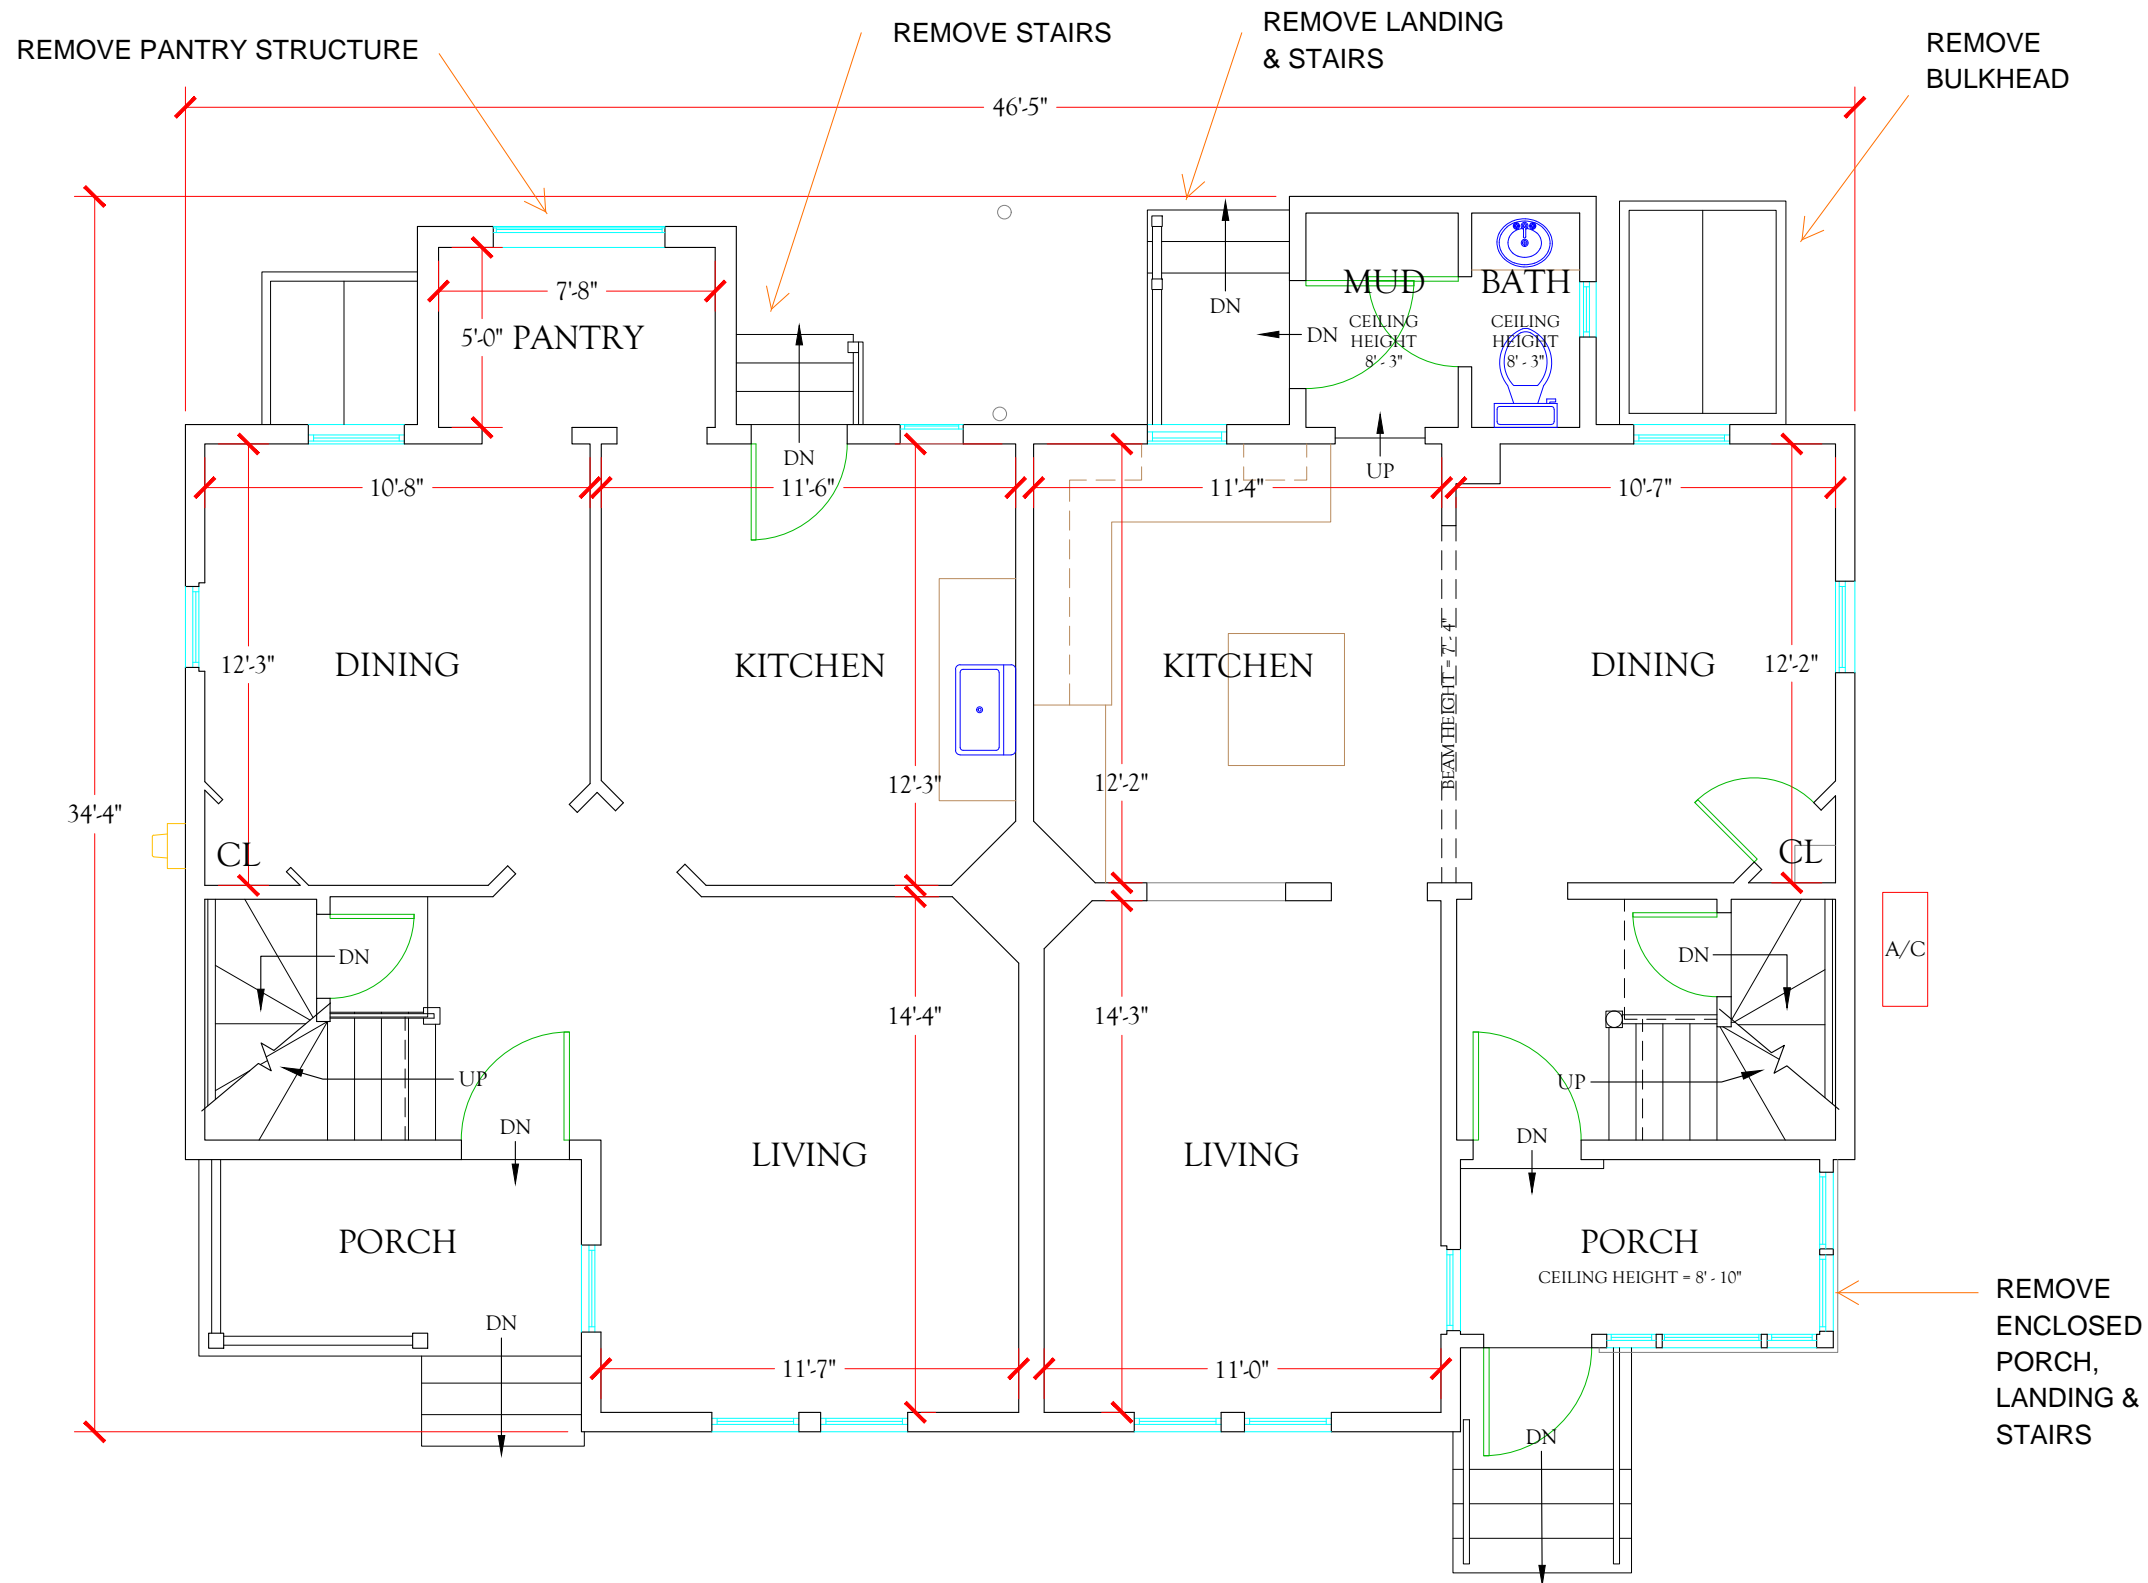 REMOVE PANTRY STRUCTURE
REMOVE STAIRS
REMOVE LANDING
& STAIRS
REMOVE
BULKHEAD
46'-5"
7'-8"
5'-0"
PANTRY
DN
MUD
BATH
CEILING
HEIGHT
8' - 3"
CEILING
HEIGHT
8' - 3"
DN
DN
UP
10'-8"
11'-6"
11'-4"
10'-7"
12'-3"
DINING
KITCHEN
KITCHEN
BEAM HEIGHT = 7'- 4"
DINING
12'-2"
12'-3"
12'-2"
34'-4"
CL
CL
DN
DN
A/C
14'-4"
14'-3"
UP
UP
DN
DN
LIVING
LIVING
PORCH
PORCH
CEILING HEIGHT = 8' - 10"
DN
REMOVE
ENCLOSED
PORCH,
LANDING &
STAIRS
11'-7"
11'-0"
DN